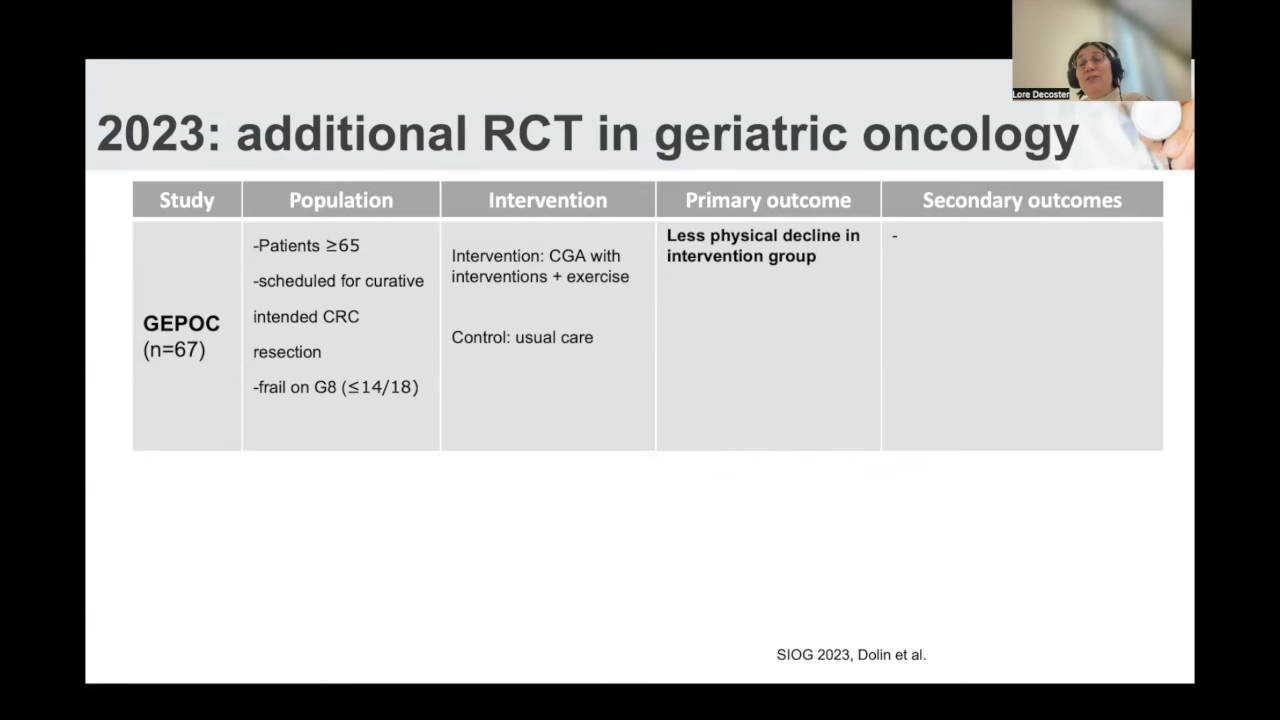 Lore Decoster
2023: additional RCT in geriatric oncology
Study
Population
Intervention
Primary outcome
Secondary outcomes
GEPOC
(n=67)
-Patients ≥65
-scheduled for curative
intended CRC
resection
-frail on G8 (≤14/18)
Intervention: CGA with
interventions + exercise
Control: usual care
Less physical decline in
intervention group
-
SIOG 2023, Dolin et al.